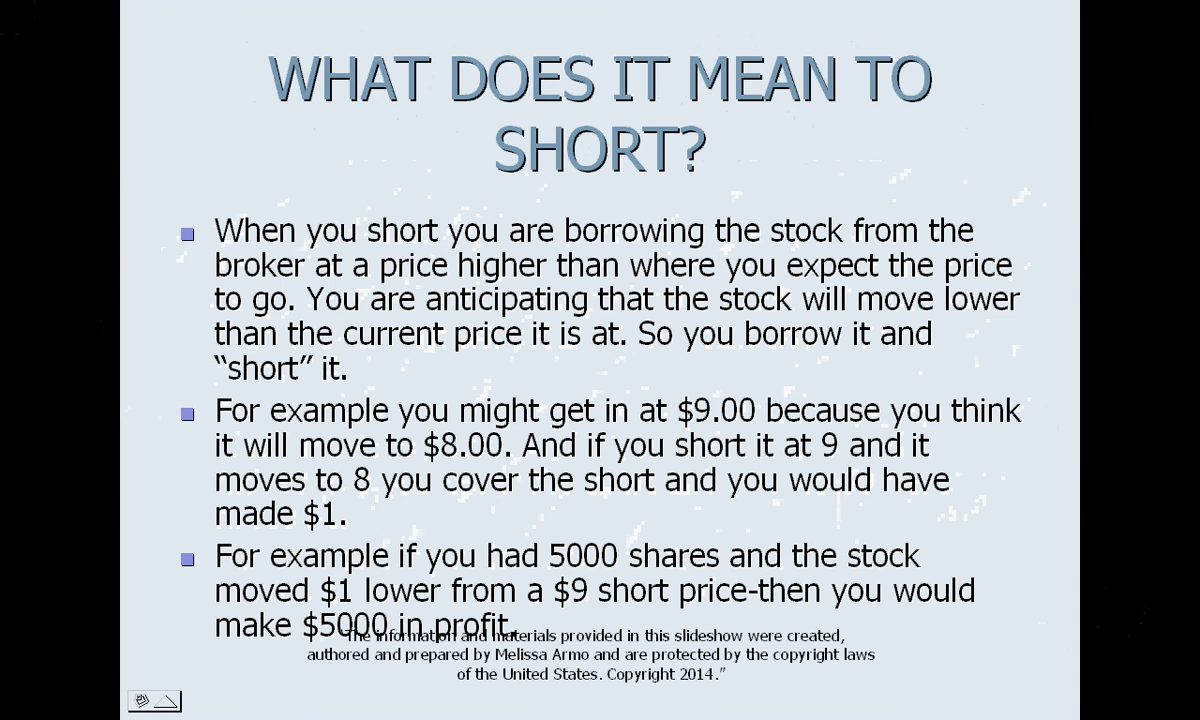 WHAT DOES IT MEAN TO
SHORT?
When you short you are borrowing the stock from the
broker at a price higher than where you expect the price
to go. You are anticipating that the stock will move lower
than the current price it is at. So you borrow it and
“short” it.
For example you might get in at $9.00 because you think
it will move to $8.00. And if you short it at 9 and it
moves to 8 you cover the short and you would have
made $1.
For example if you had 5000 shares and the stock
moved $1 lower from a $9 short price-then you would
make $5000 in profit.
“The information and materials provided in this slideshow were created,
authored and prepared by Melissa Armo and are protected by the copyright laws
of the United States. Copyright 2014.”